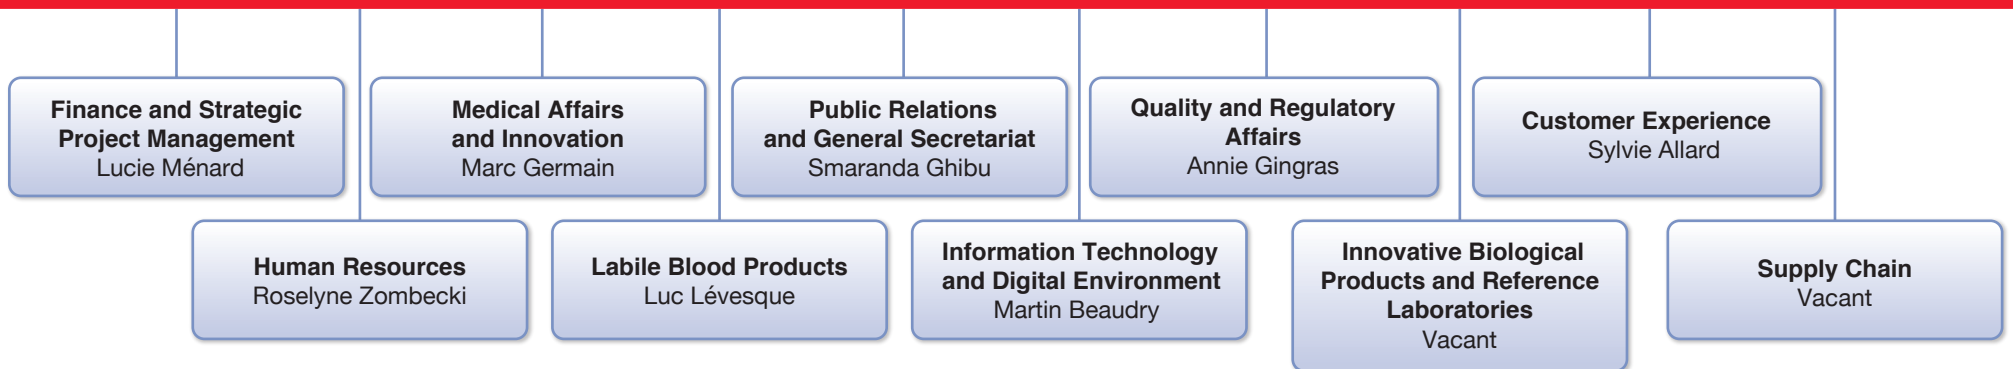 Finance and Strategic
Project Management
Lucie Ménard
Medical Affairs
and Innovation
Marc Germain
Public Relations
and General Secretariat
Smaranda Ghibu
Quality and Regulatory
Affairs
Annie Gingras
Customer Experience
Sylvie Allard
Human Resources
Roselyne Zombecki
Labile Blood Products
Luc Lévesque
Information Technology
and Digital Environment
Martin Beaudry
Innovative Biological
Products and Reference
Laboratories
Vacant
Supply Chain
Vacant